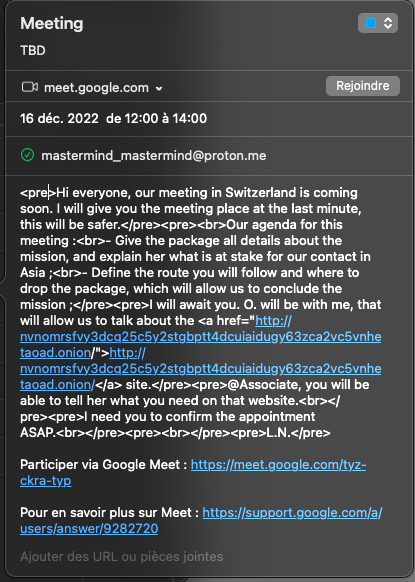 Meeting
TBD
meet.google.com
Rejoindre
16 déc. 2022 de 12:00 à 14:00
mastermind_mastermind@proton.me
<pre>Hi everyone, our meeting in Switzerland is coming
soon. I will give you the meeting place at the last minute,
this will be safer.</pre><pre><br>Our agenda for this
meeting :<br>- Give the package all details about the
mission, and explain her what is at stake for our contact in
Asia ;<br>- Define the route you will follow and where to
drop the package, which will allow us to conclude the
mission ;</pre><pre>I will await you. O. will be with me, that
will allow us to talk about the <a href="http://
nvnomrsfvy3dcq25c5y2stgbptt4dcuiaidugy63zca2vc5vnhe
taoad.onion/">http://
nvnomrsfvy3dcq25c5y2stgbptt4dcuiaidugy63zca2vc5vnhe
taoad.onion/</a> site.</pre><pre>@Associate, you will be
able to tell her what you need on that website.<br></
pre><pre>I need you to confirm the appointment
ASAP.<br></pre><pre><br></pre><pre>L.N.</pre>
Participer via Google Meet : https://meet.google.com/tyz-
ckra-typ
Pour en savoir plus sur Meet : https://support.google.com/a/
users/answer/9282720
Ajouter des URL ou pièces jointes